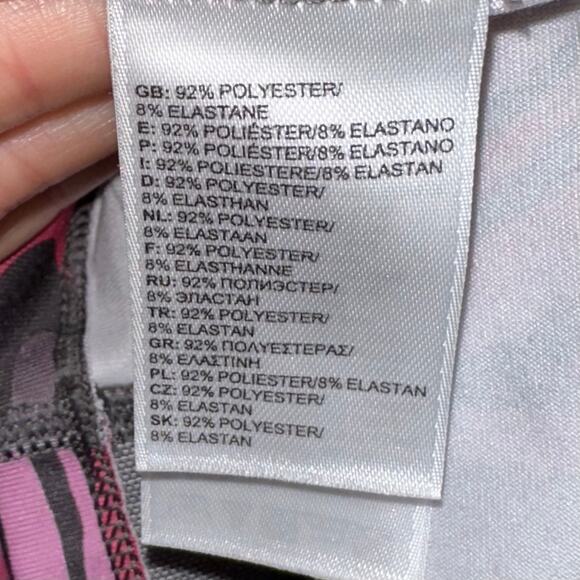 GB: 92% POLYESTER/
8% ELASTANE
E: 92% POLIÉSTER/8% ELASTANO
P: 92% POLIÉSTER/8% ELASTANO
I: 92% POLIESTERE/8% ELASTAN
D: 92% POLYESTER/
8% ELASTHAN
NL: 92% POLYESTER/
8% ELASTAAN
F: 92% POLYESTER/
8% ELASTHANNE
RU: 92% ПОЛИЭСТЕР/
8% ЭЛАСТАН
TR: 92% POLYESTER/
8% ELASTAN
GR: 92% ΠΟΛΥΕΣΤΕΡΑΣ/
8% ΕΛΑΣΤΙΝΗ
PL: 92% POLIESTER/8% ELASTAN
CZ: 92% POLYESTER/
8% ELASTAN
SK: 92% POLYESTER/
8% ELASTAN